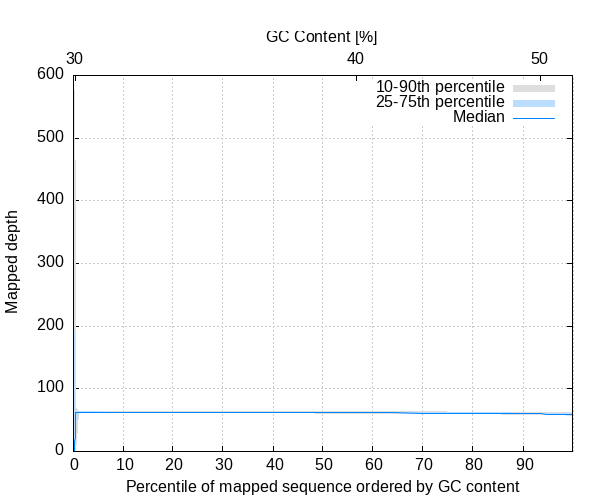 GC Content [%]
30 40 50
600
10-90th percentile
25-75th percentile
Median
500
400
300
200
100
0
Mapped depth
0 10 20 30 40 50 60 70 80 90
Percentile of mapped sequence ordered by GC content